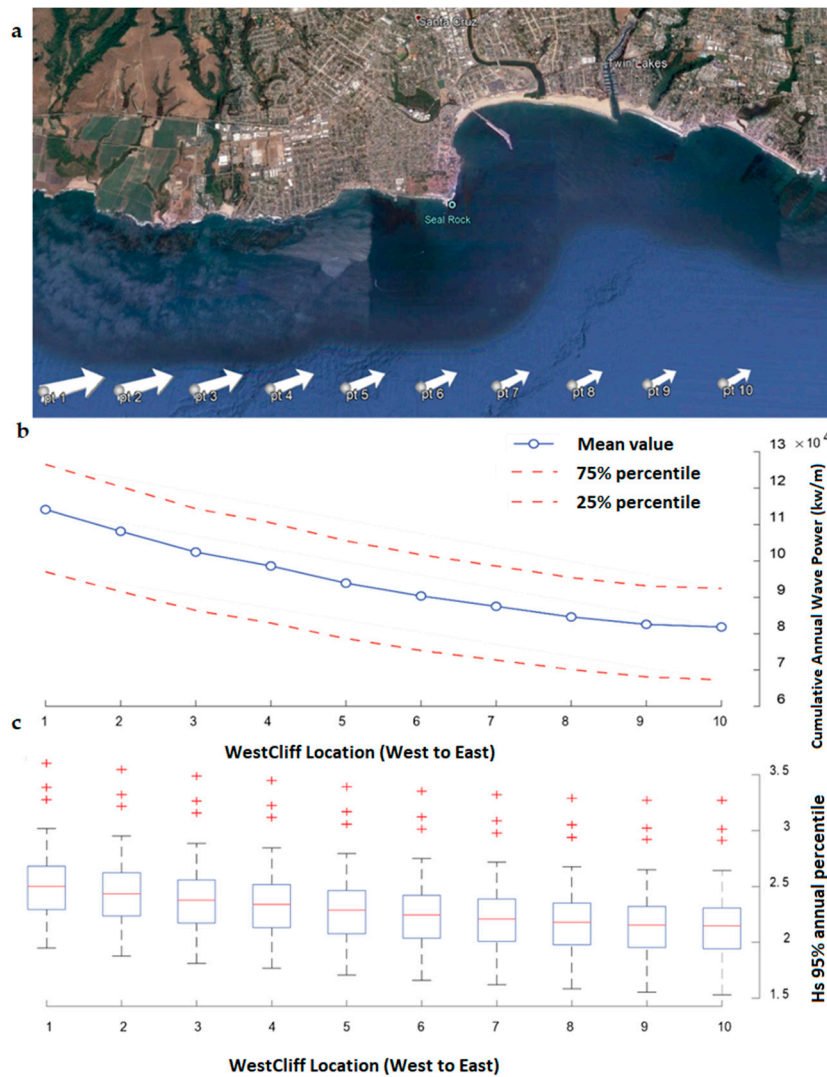 a
Santa Cruz
Twin Lakes
Seal Rock
pt 1
pt 2
pt 3
pt 4
pt 5
pt 6
pt 7
pt 8
pt 9
pt 10
b
Mean value
75% percentile
25% percentile
13 ×10⁴
12
11
10
9
8
7
6
Cumulative Annual Wave Power (kw/m)
1 2 3 4 5 6 7 8 9 10
WestCliff Location (West to East)
c
3.5
3
2.5
2
1.5
Hs 95% annual percentile
1 2 3 4 5 6 7 8 9 10
WestCliff Location (West to East)